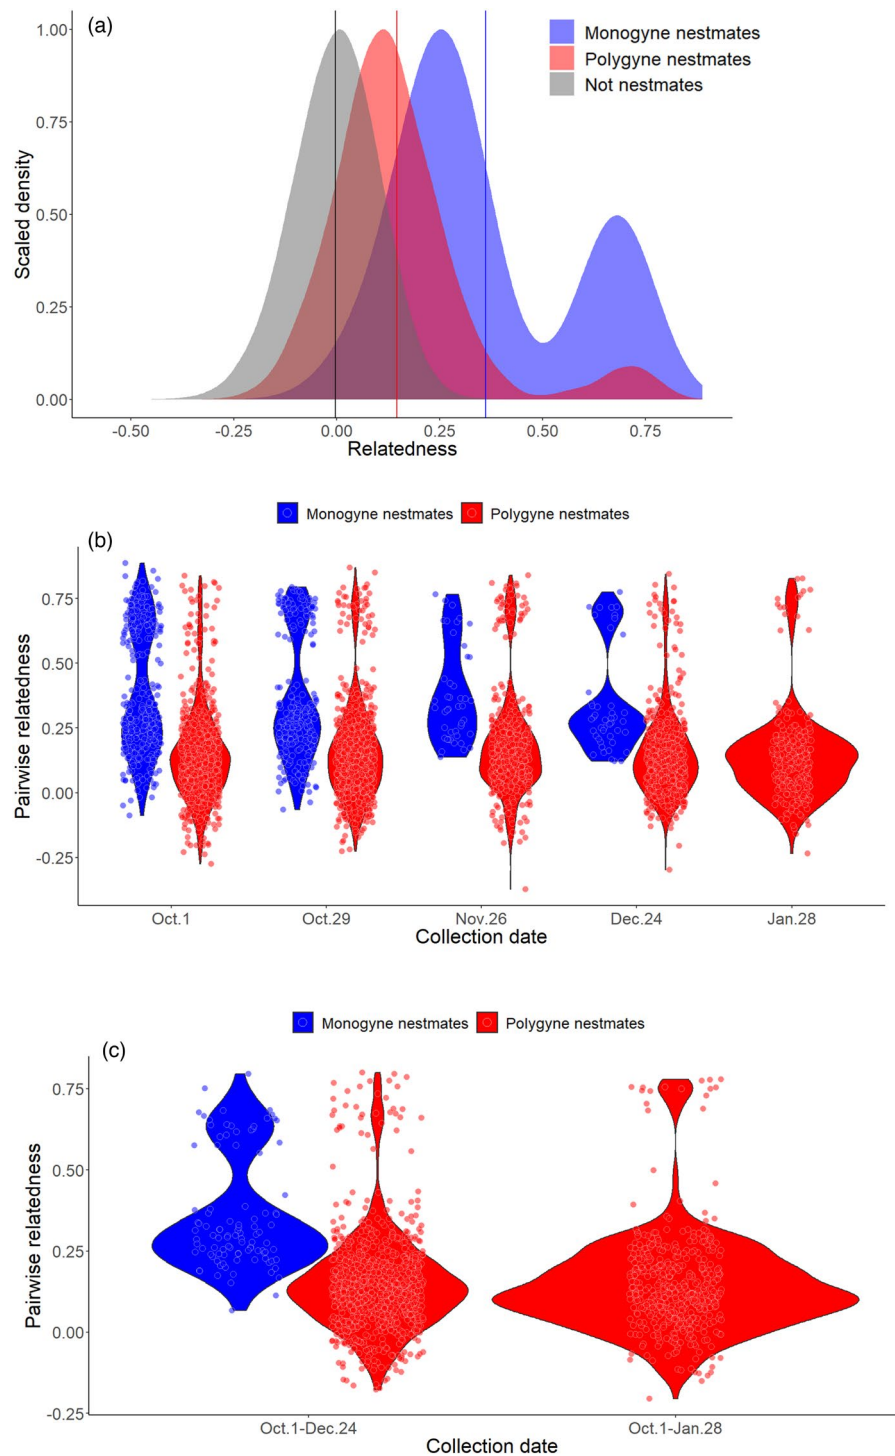 (a)
Monogyne nestmates
Polygyne nestmates
Not nestmates
1.00
0.75
0.50
0.25
0.00
Scaled density
-0.50 -0.25 0.00 0.25 0.50 0.75
Relatedness
Monogyne nestmates Polygyne nestmates
(b)
0.75
0.50
0.25
0.00
-0.25
Pairwise relatedness
Oct.1 Oct.29 Nov.26 Dec.24 Jan.28
Collection date
Monogyne nestmates Polygyne nestmates
(c)
0.75
0.50
0.25
0.00
-0.25
Pairwise relatedness
Oct.1-Dec.24 Oct.1-Jan.28
Collection date